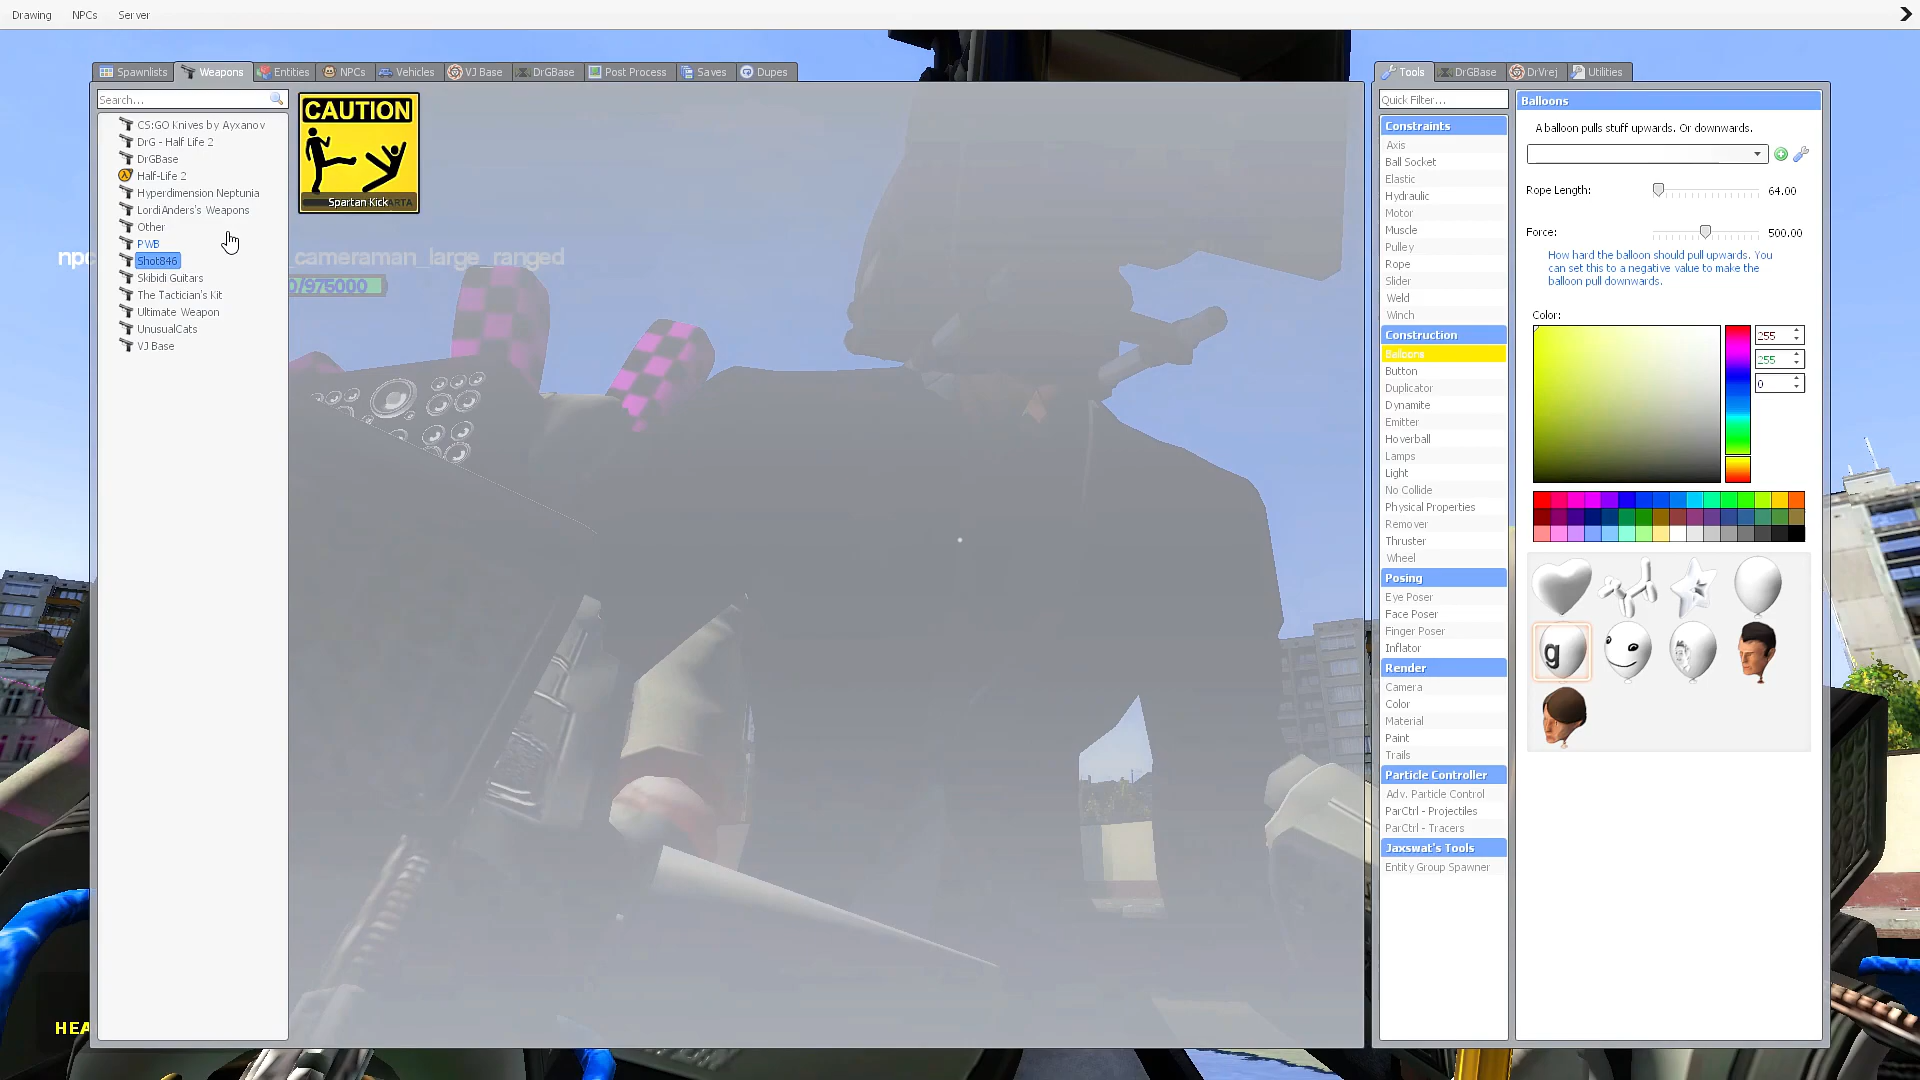 Drawing NPCs Server
Spawnlists Weapons Entities NPCs Vehicles VJ Base DrGBase Post Process Saves Dupes
Search...
CS:GO Knives by Ayxanov
DrG - Half Life 2
DrGBase
Half-Life 2
Hyperdimension Neptunia
LordiAnders's Weapons
Other
PWB
Shot846
Skibidi Guitars
The Tactician's Kit
Ultimate Weapon
UnusualCats
VJ Base
CAUTION
Spartan Kick
_cameraman_large_ranged
0/975000
HEA
Tools DrGBase DrVrej Utilities
Quick Filter...
Constraints
Axis
Ball Socket
Elastic
Hydraulic
Motor
Muscle
Pulley
Rope
Slider
Weld
Winch
Construction
Balloons
Button
Duplicator
Dynamite
Emitter
Hoverball
Lamps
Light
No Collide
Physical Properties
Remover
Thruster
Wheel
Posing
Eye Poser
Face Poser
Finger Poser
Inflator
Render
Camera
Color
Material
Paint
Trails
Particle Controller
Adv. Particle Control
ParCtrl - Projectiles
ParCtrl - Tracers
Jaxswat's Tools
Entity Group Spawner
Balloons
A balloon pulls stuff upwards. Or downwards.
Rope Length: 64.00
Force: 500.00
How hard the balloon should pull upwards. You
can set this to a negative value to make the
balloon pull downwards.
Color:
255
255
0
g